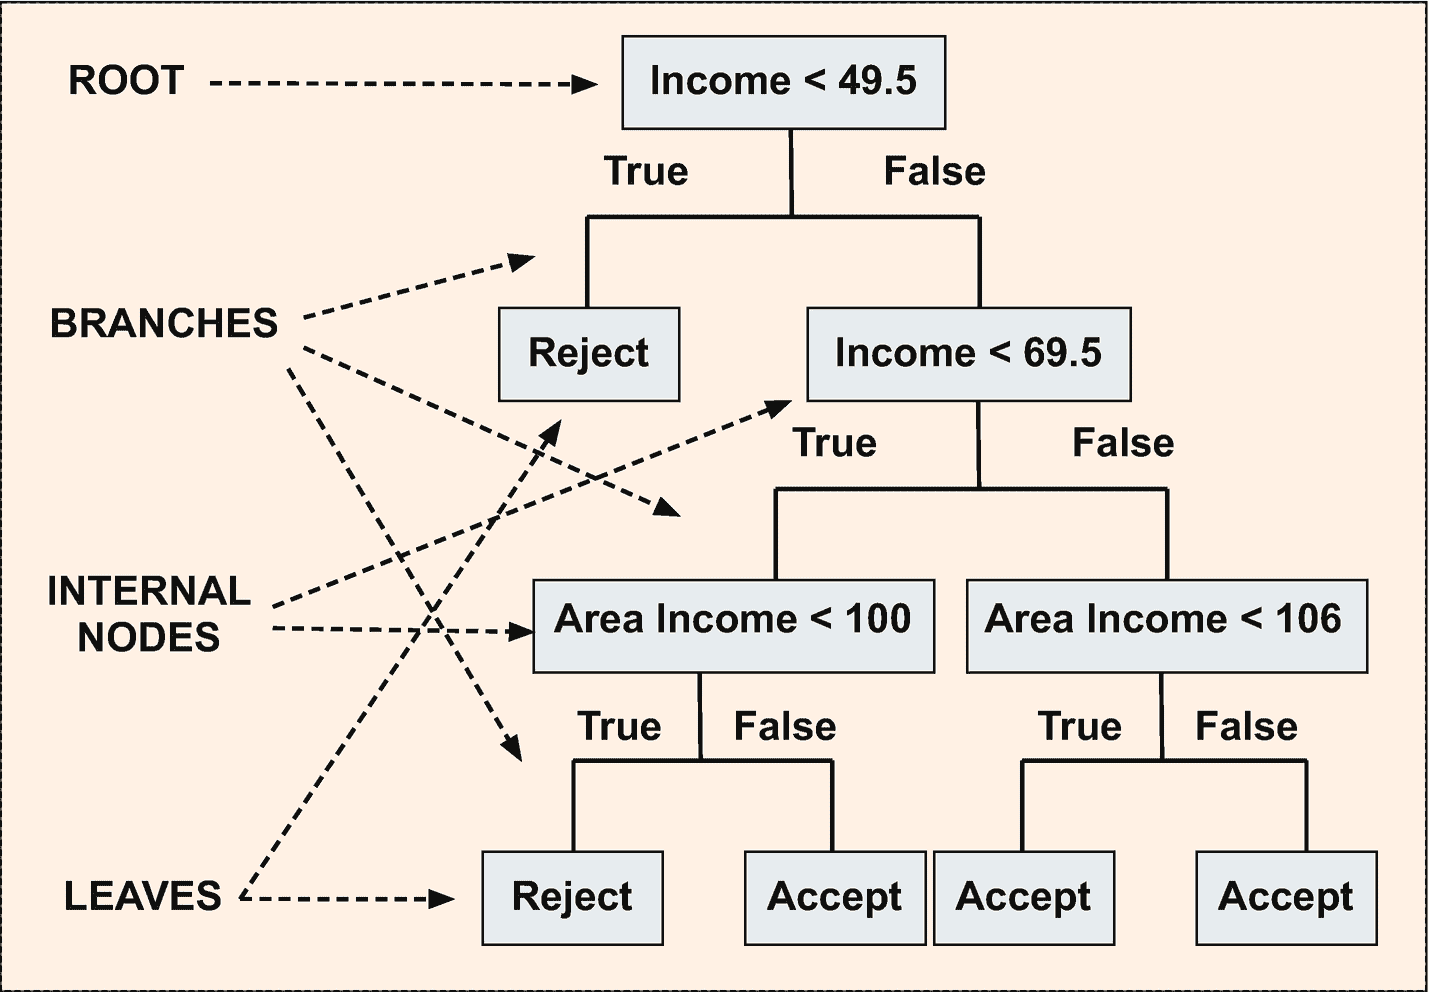 ROOT
Income < 49.5
True False
BRANCHES
Reject
Income < 69.5
True False
INTERNAL
NODES
Area Income < 100
Area Income < 106
True False
True False
LEAVES
Reject
Accept
Accept
Accept